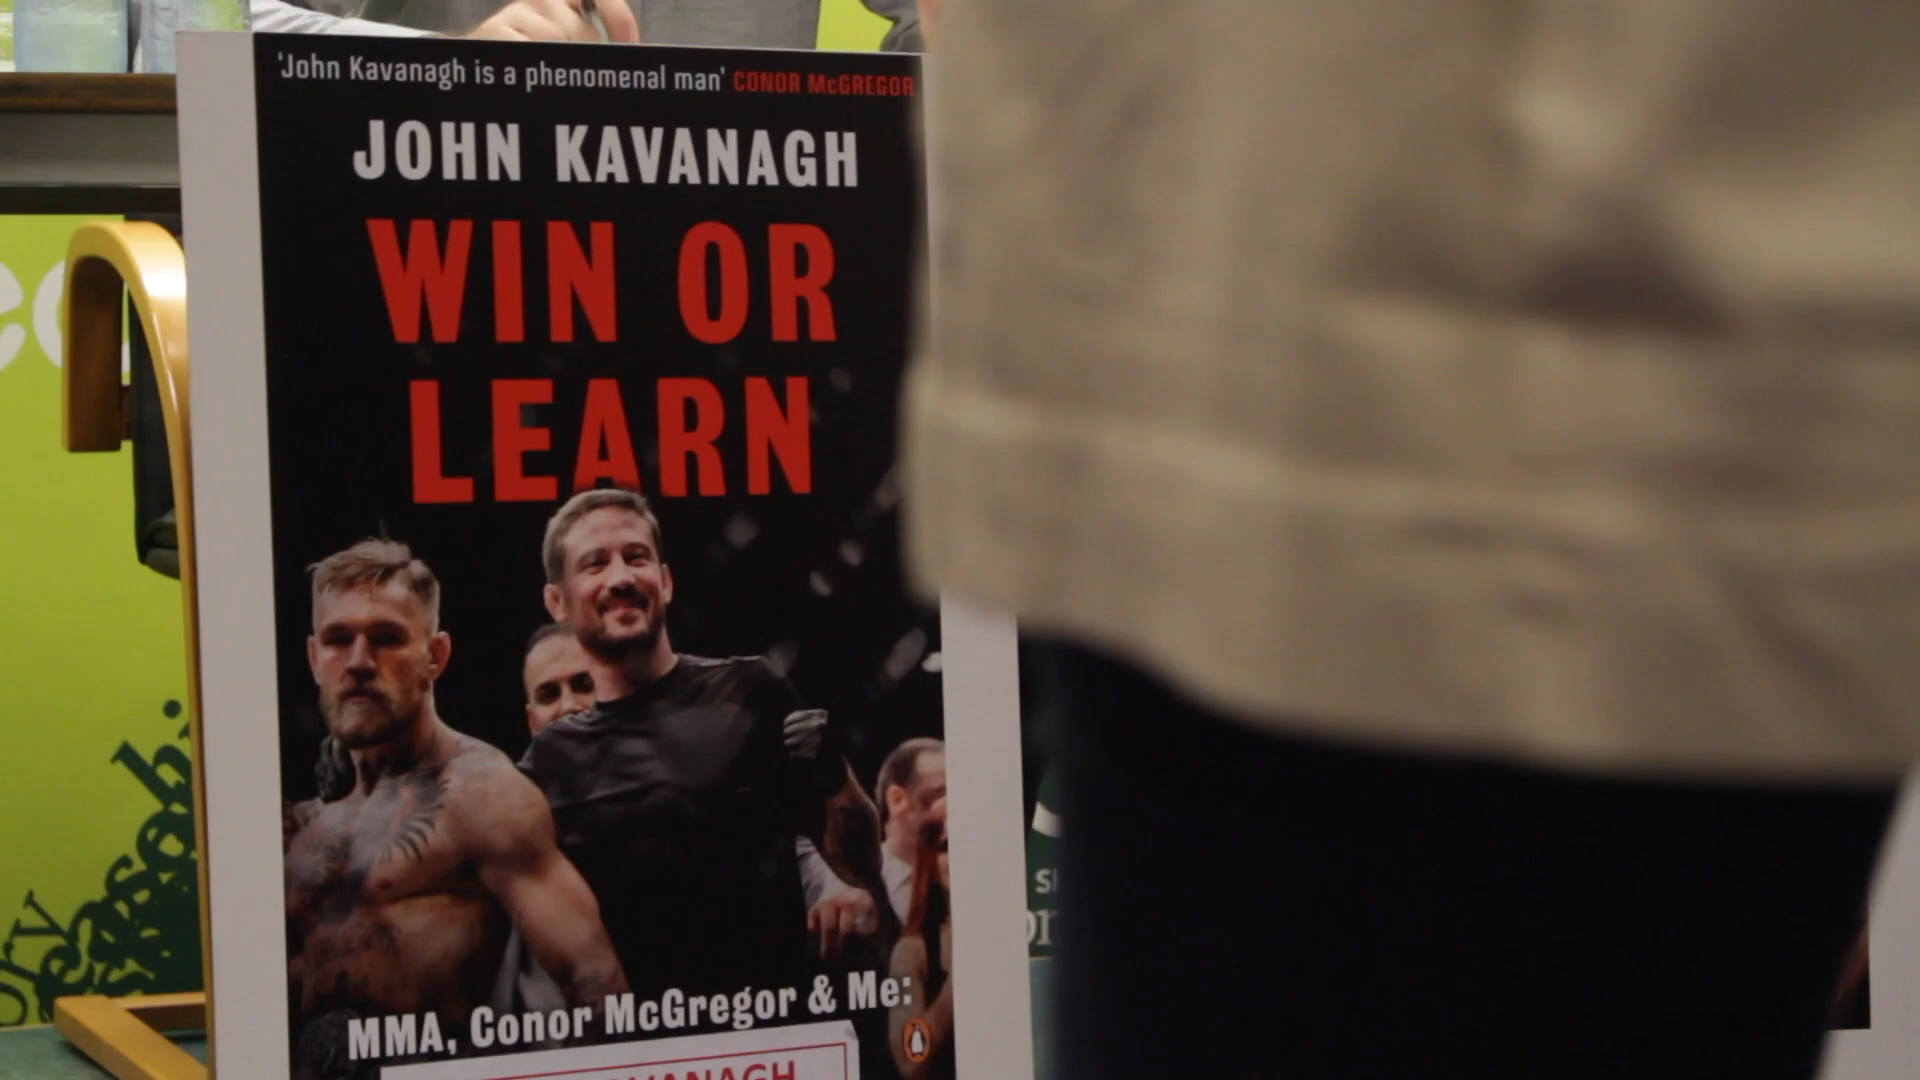 'John Kavanagh is a phenomenal man' CONOR McGREGOR
JOHN KAVANAGH
WIN OR
LEARN
MMA, Conor McGregor & Me: